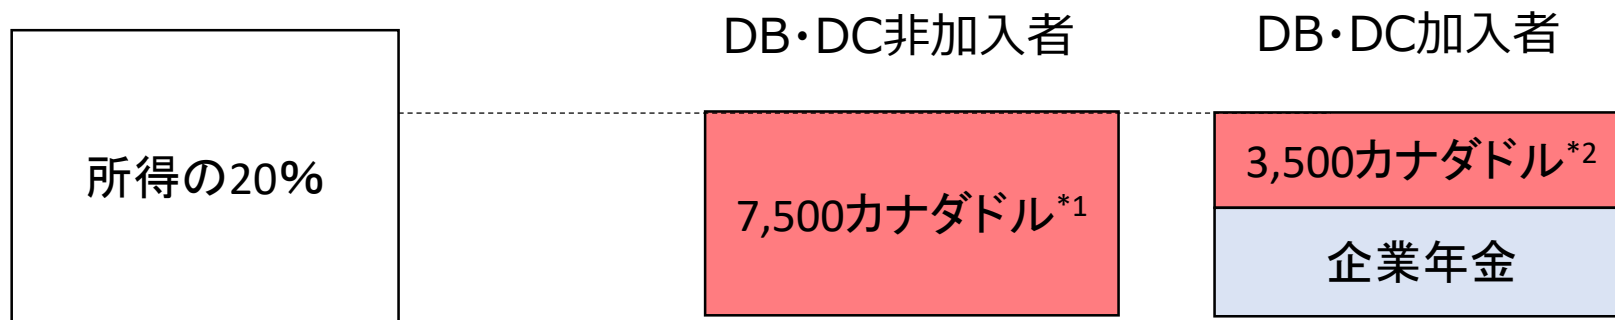 DB・DC非加入者
DB・DC加入者
所得の20%
7,500カナダドル*1
3,500カナダドル*2
企業年金